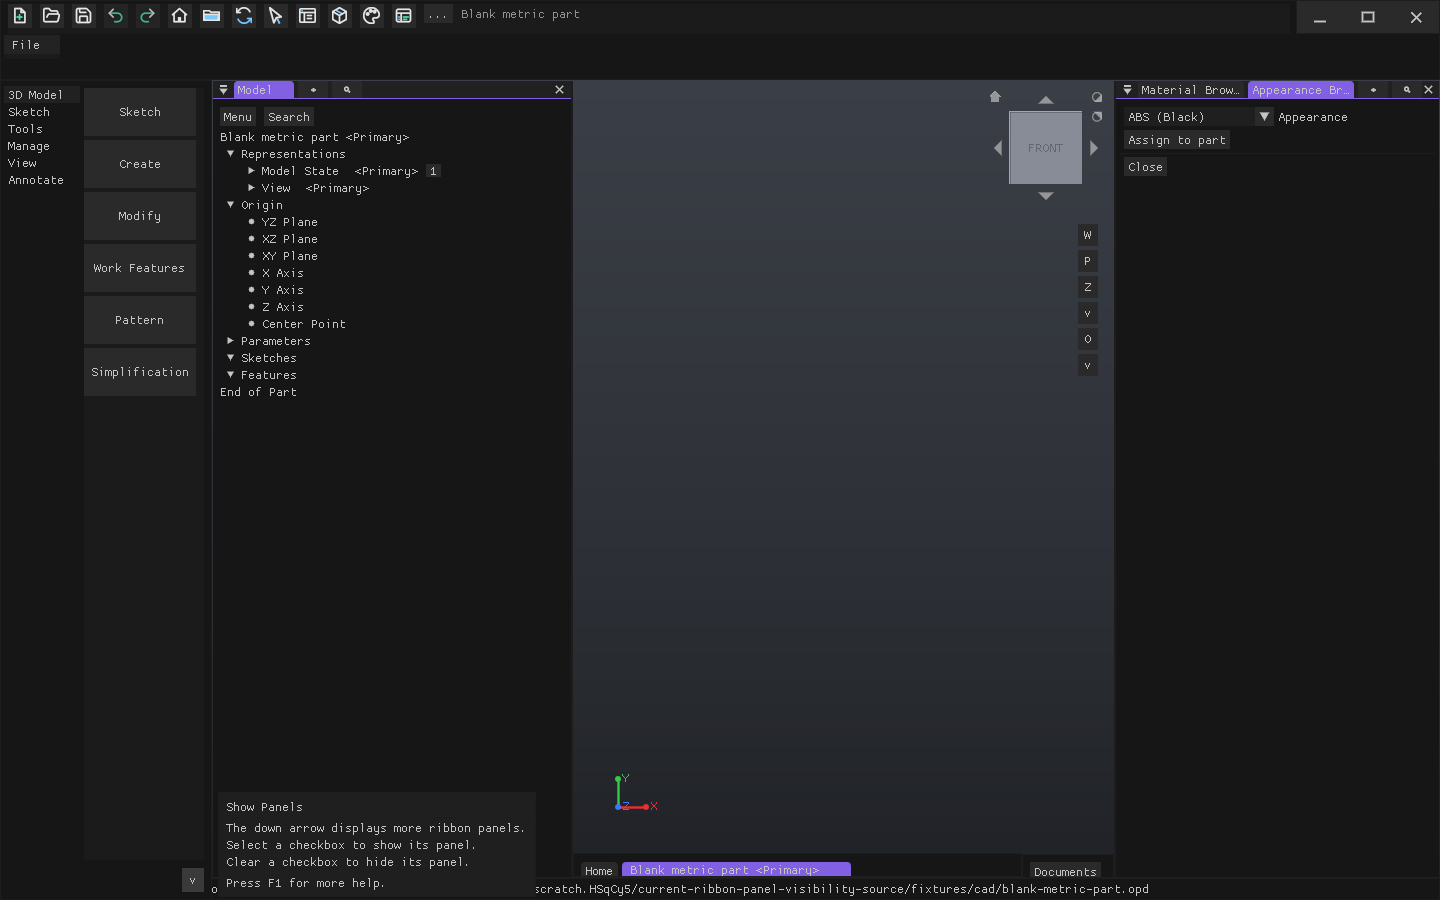 ... Blank metric part
File
3D Model
Sketch
Tools
Manage
View
Annotate
Sketch
Create
Modify
Work Features
Pattern
Simplification
Model
Menu Search
Blank metric part <Primary>
Representations
Model State <Primary> 1
View <Primary>
Origin
YZ Plane
XZ Plane
XY Plane
X Axis
Y Axis
Z Axis
Center Point
Parameters
Sketches
Features
End of Part
Show Panels
The down arrow displays more ribbon panels.
Select a checkbox to show its panel.
Clear a checkbox to hide its panel.
Press F1 for more help.
v
FRONT
W
P
Z
v
O
v
Y
Z X
Home Blank metric part <Primary> Documents
scratch.HSqCy5/current-ribbon-panel-visibility-source/fixtures/cad/blank-metric-part.opd
Material Brow… Appearance Br…
ABS (Black) Appearance
Assign to part
Close